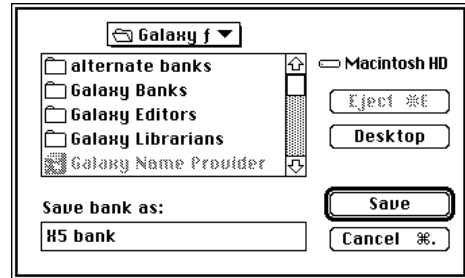 Galaxy ƒ
alternate banks
Galaxy Banks
Galaxy Editors
Galaxy Librarians
Galaxy Name Provider
Macintosh HD
Eject ⌘E
Desktop
Save bank as:
X5 bank
Save
Cancel ⌘.